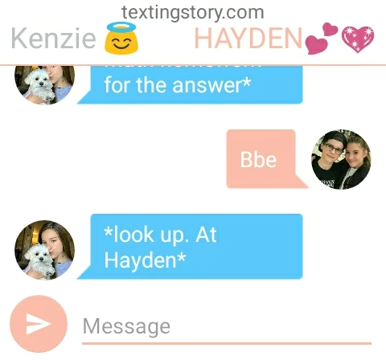 textingstory.com
Kenzie 😇 HAYDEN💕💖
for the answer*
Bbe
*look up. At
Hayden*
Message